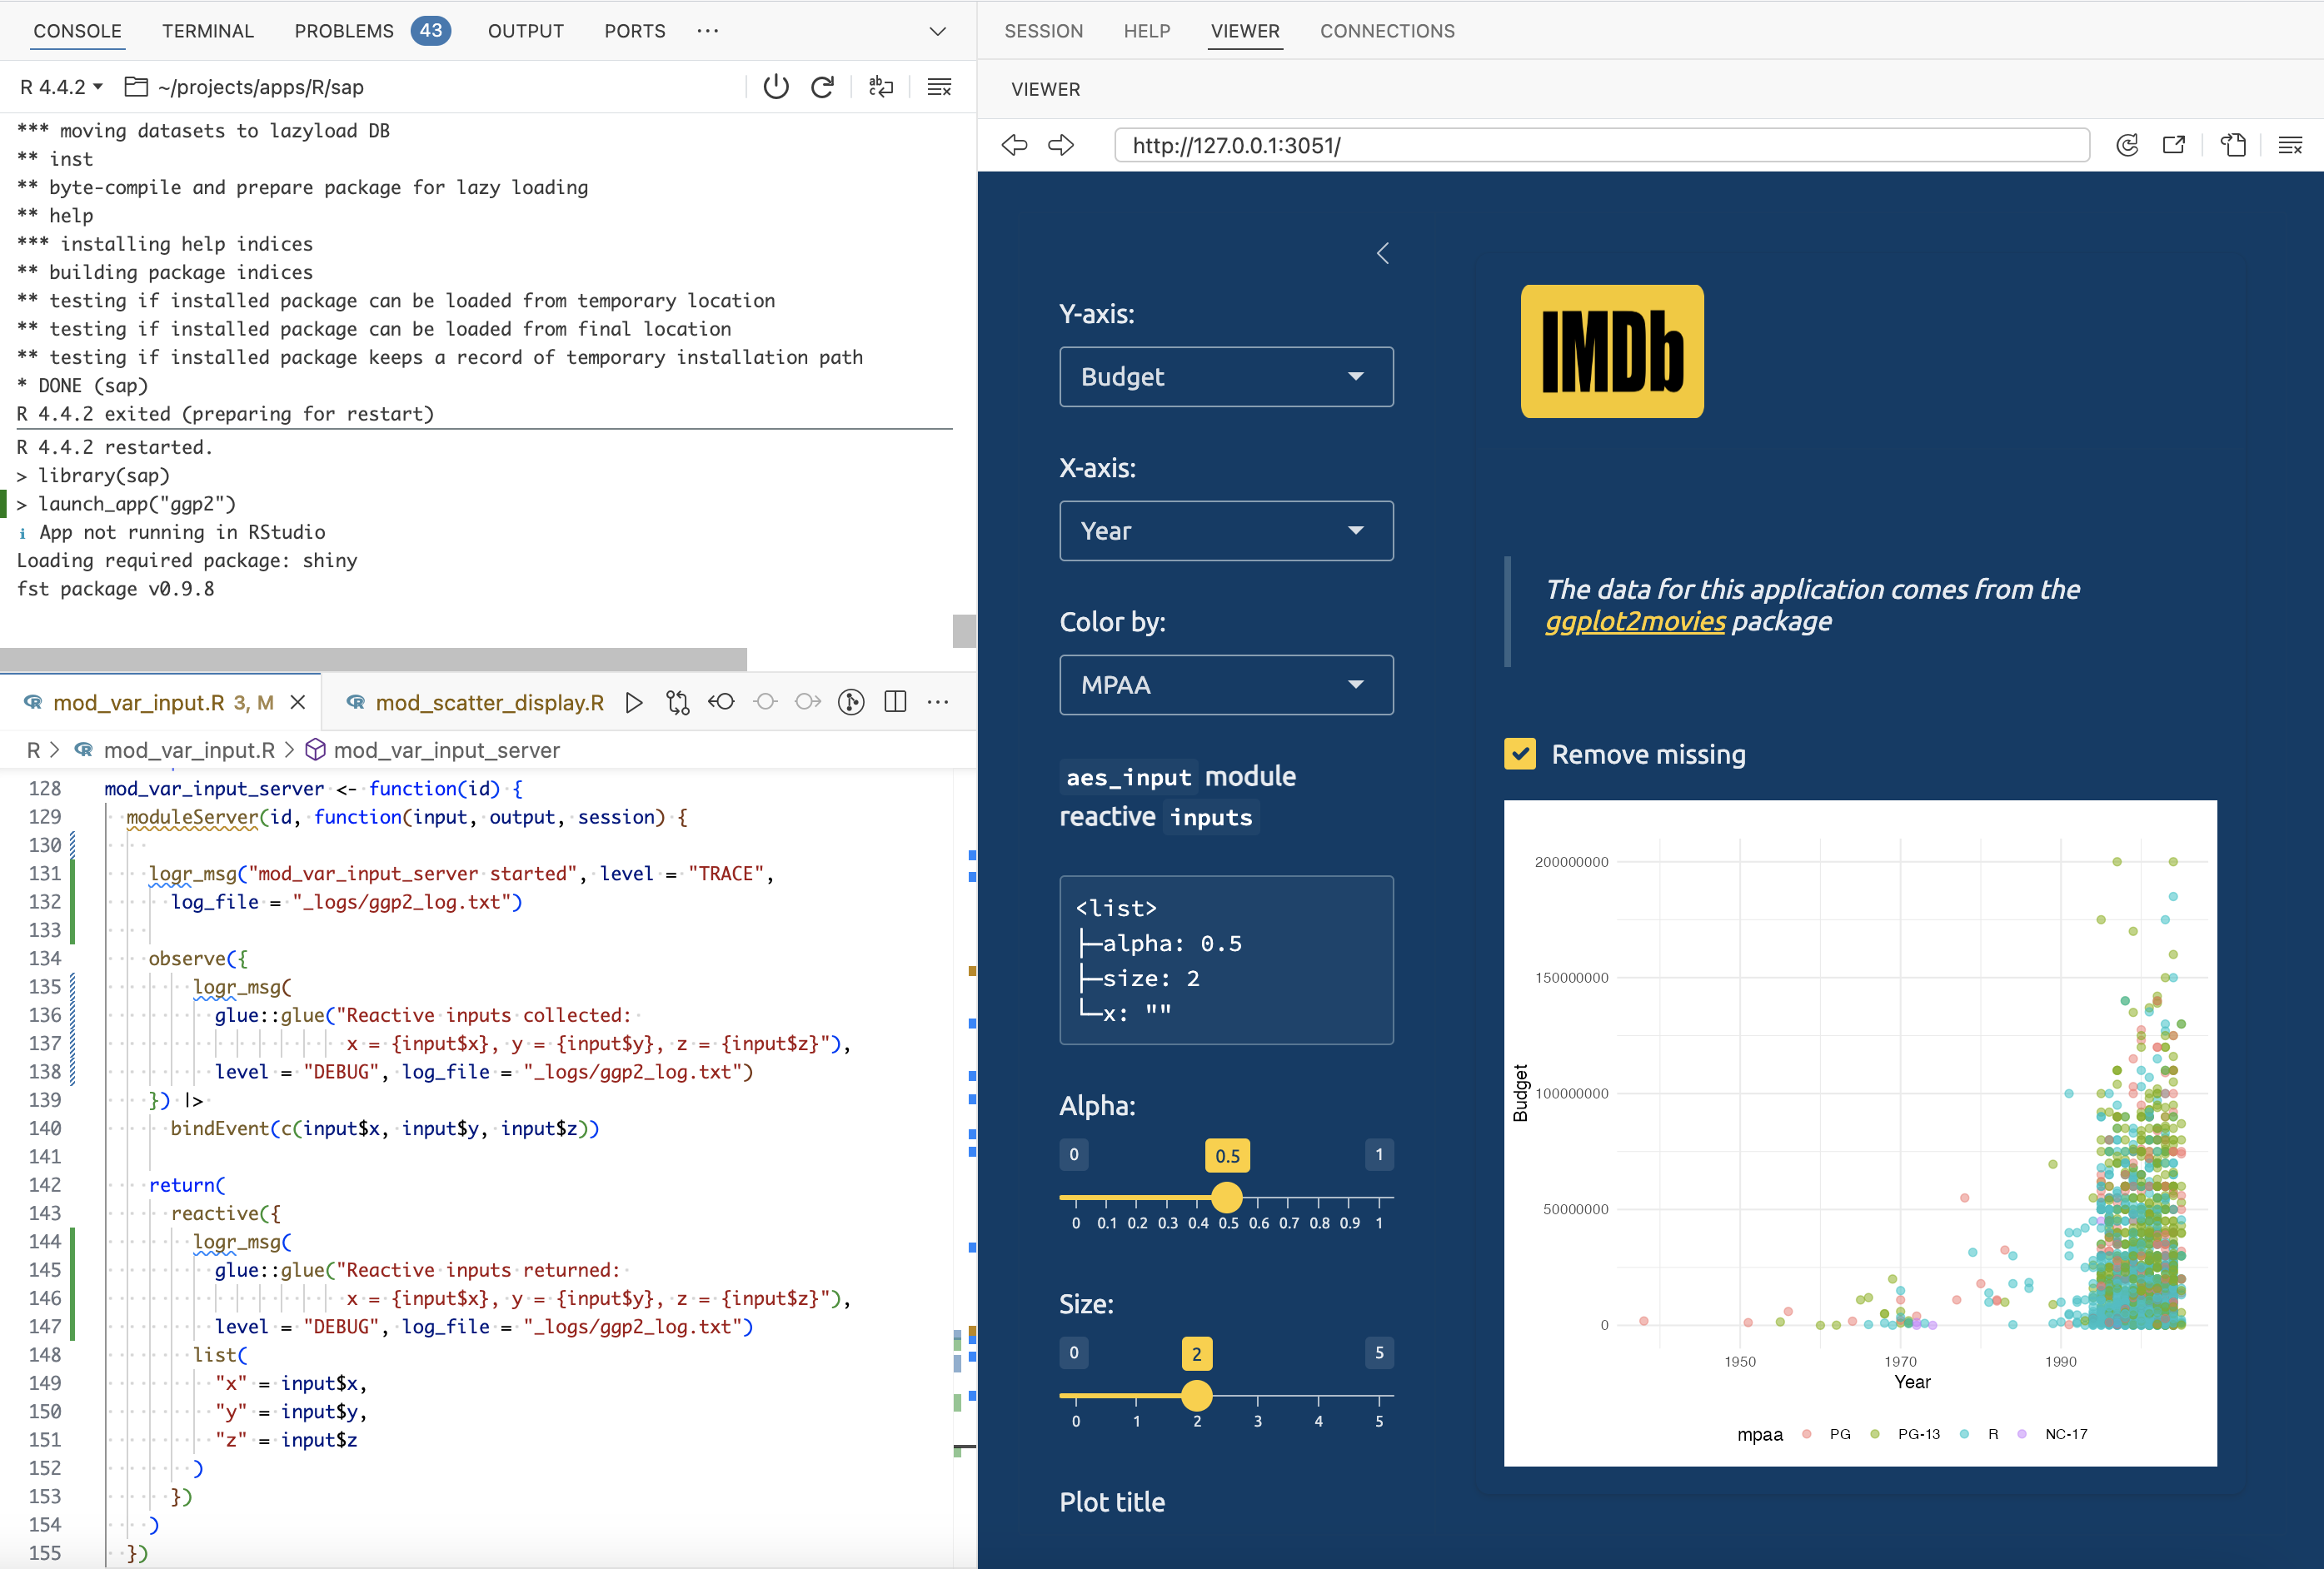 CONSOLE TERMINAL PROBLEMS 43 OUTPUT PORTS ...
R 4.4.2 ~/projects/apps/R/sap
*** moving datasets to lazyload DB
** inst
** byte-compile and prepare package for lazy loading
** help
*** installing help indices
** building package indices
** testing if installed package can be loaded from temporary location
** testing if installed package can be loaded from final location
** testing if installed package keeps a record of temporary installation path
* DONE (sap)
R 4.4.2 exited (preparing for restart)
R 4.4.2 restarted.
> library(sap)
> launch_app("ggp2")
i App not running in RStudio
Loading required package: shiny
fst package v0.9.8
mod_var_input.R 3, M mod_scatter_display.R
R > mod_var_input.R > mod_var_input_server
128 mod_var_input_server <- function(id) {
129 moduleServer(id, function(input, output, session) {
130
131 logr_msg("mod_var_input_server started", level = "TRACE",
132 log_file = "_logs/ggp2_log.txt")
133
134 observe({
135 logr_msg(
136 glue::glue("Reactive inputs collected:
137 x = {input$x}, y = {input$y}, z = {input$z}"),
138 level = "DEBUG", log_file = "_logs/ggp2_log.txt")
139 }) |>
140 bindEvent(c(input$x, input$y, input$z))
141
142 return(
143 reactive({
144 logr_msg(
145 glue::glue("Reactive inputs returned:
146 x = {input$x}, y = {input$y}, z = {input$z}"),
147 level = "DEBUG", log_file = "_logs/ggp2_log.txt")
148 list(
149 "x" = input$x,
150 "y" = input$y,
151 "z" = input$z
152 )
153 })
154 )
155 })
SESSION HELP VIEWER CONNECTIONS
VIEWER
http://127.0.0.1:3051/
Y-axis:
Budget
X-axis:
Year
Color by:
MPAA
aes_input module
reactive inputs
<list>
├─alpha: 0.5
├─size: 2
└─x: ""
Alpha:
0 0.5 1
0 0.1 0.2 0.3 0.4 0.5 0.6 0.7 0.8 0.9 1
Size:
0 2 5
0 1 2 3 4 5
Plot title
IMDb
The data for this application comes from the
ggplot2movies package
Remove missing
200000000
150000000
100000000
50000000
0
Budget
1950 1970 1990
Year
mpaa PG PG-13 R NC-17